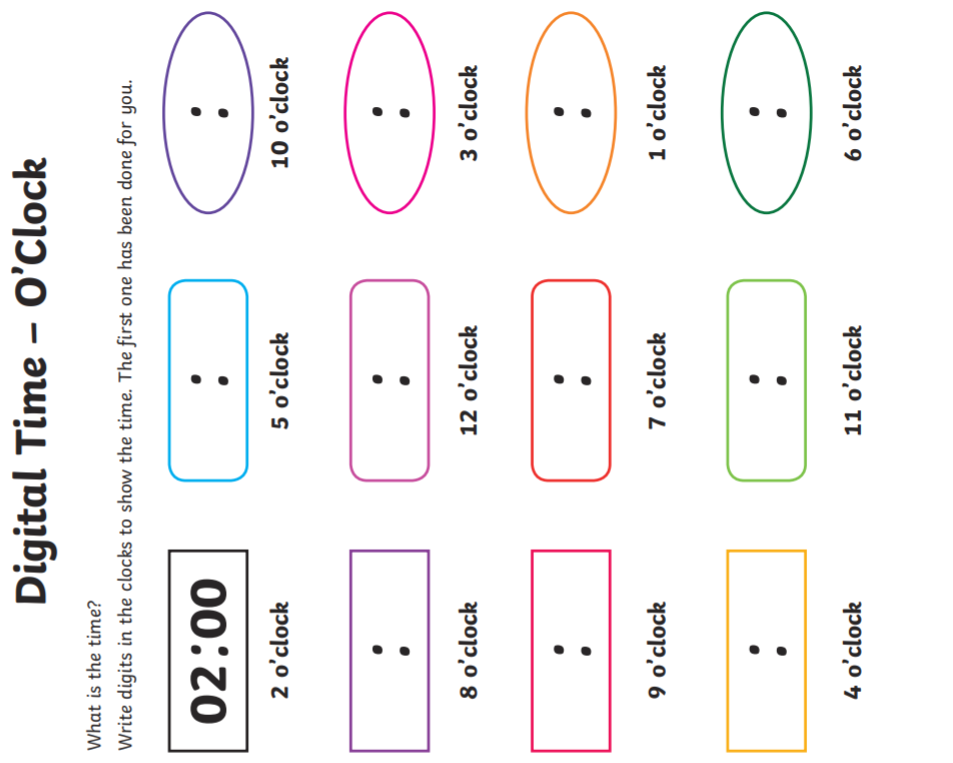 Digital Time – O'Clock
What is the time?
Write digits in the clocks to show the time. The first one has been done for you.
02:00 : :
2 o'clock 5 o'clock 10 o'clock
: : :
8 o'clock 12 o'clock 3 o'clock
: : :
9 o'clock 7 o'clock 1 o'clock
: : :
4 o'clock 11 o'clock 6 o'clock